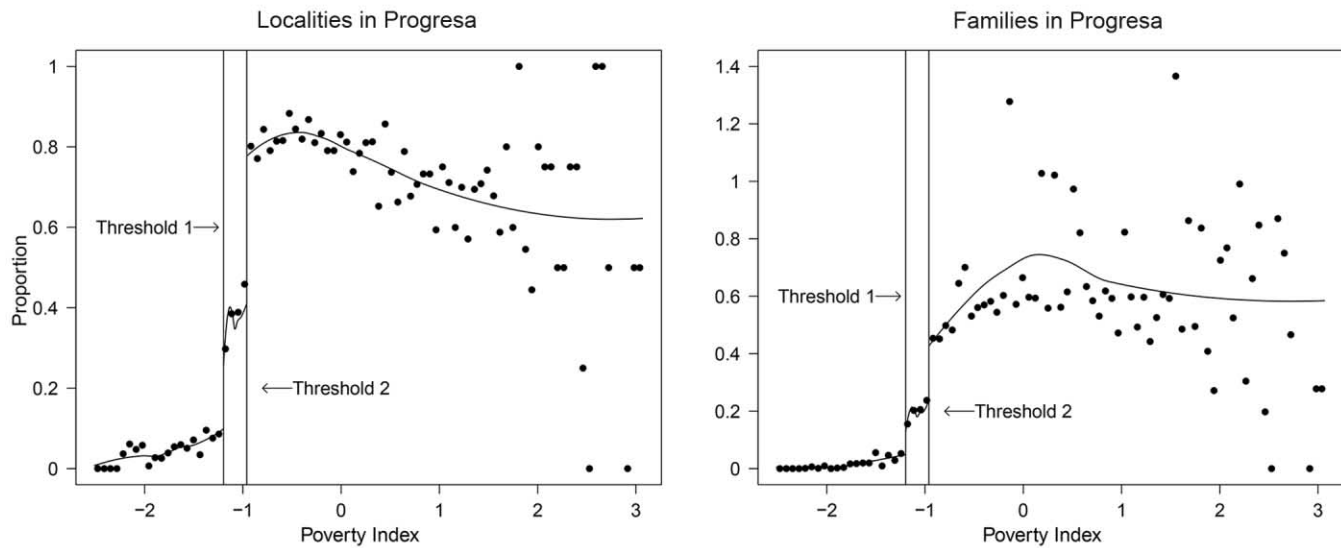 Localities in Progresa
1
0.8
0.6
0.4
0.2
0
Proportion
Threshold 1
Threshold 2
−2
−1
0
1
2
3
Poverty Index
Families in Progresa
1.4
1.2
1
0.8
0.6
0.4
0.2
0
Threshold 1
Threshold 2
−2
−1
0
1
2
3
Poverty Index